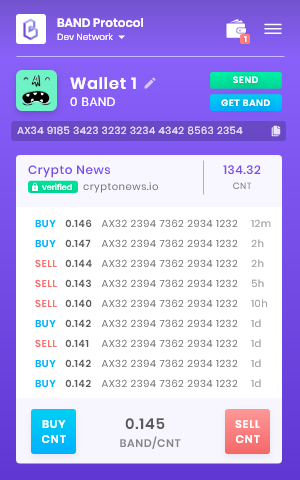 BAND Protocol
Dev Network
1
Wallet 1
SEND
0 BAND
GET BAND
AX34 9185 3423 3232 3234 4342 8563 2354
Crypto News
134.32
verified cryptonews.io
CNT
BUY 0.146 AX32 2394 7362 2934 1232 12m
BUY 0.147 AX32 2394 7362 2934 1232 2h
SELL 0.144 AX32 2394 7362 2934 1232 2h
SELL 0.143 AX32 2394 7362 2934 1232 5h
SELL 0.140 AX32 2394 7362 2934 1232 10h
BUY 0.142 AX32 2394 7362 2934 1232 1d
SELL 0.141 AX32 2394 7362 2934 1232 1d
BUY 0.142 AX32 2394 7362 2934 1232 1d
BUY 0.142 AX32 2394 7362 2934 1232 1d
BUY
CNT
0.145
BAND/CNT
SELL
CNT